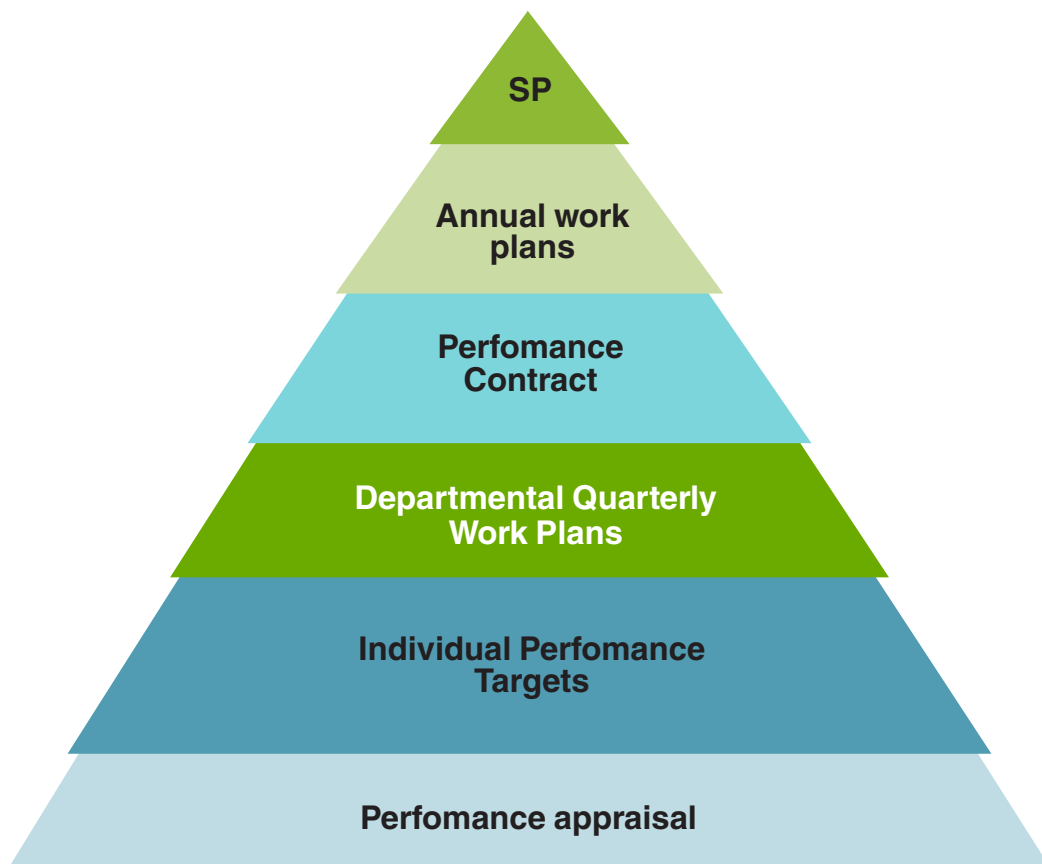 SP
Annual work
plans
Perfomance
Contract
Departmental Quarterly
Work Plans
Individual Perfomance
Targets
Perfomance appraisal